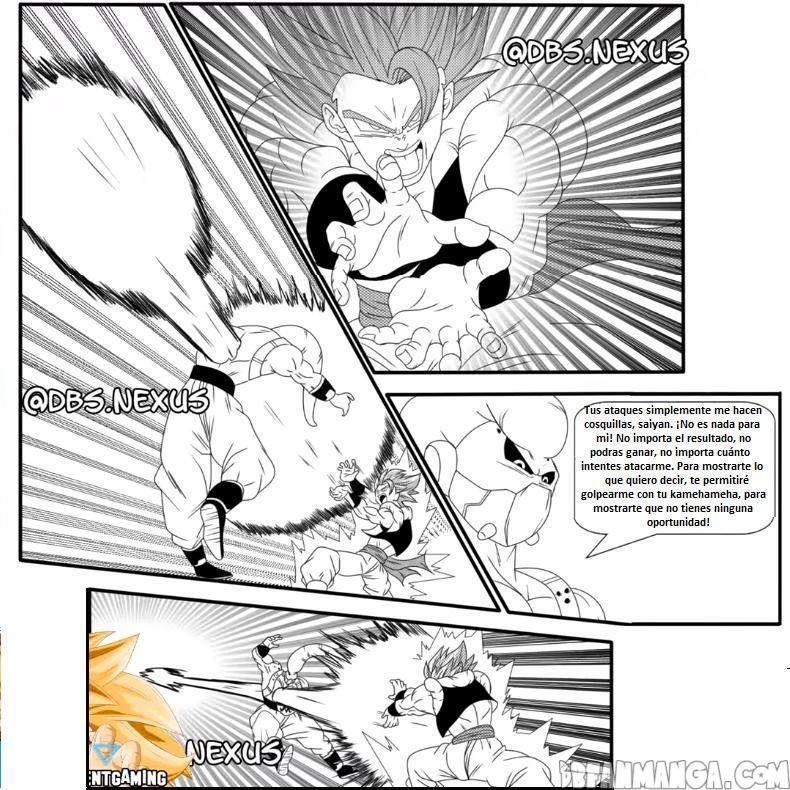 @DBS.NEXUS
@DBS.NEXUS
Tus ataques simplemente me hacen
cosquillas, saiyan. ¡No es nada para
mi! No importa el resultado, no
podras ganar, no importa cuánto
intentes atacarme. Para mostrarte lo
que quiero decir, te permitiré
golpearme con tu kamehameha, para
mostrarte que no tienes ninguna
oportunidad!
NEXUS
ENTGAMING
DBFANMANGA.COM